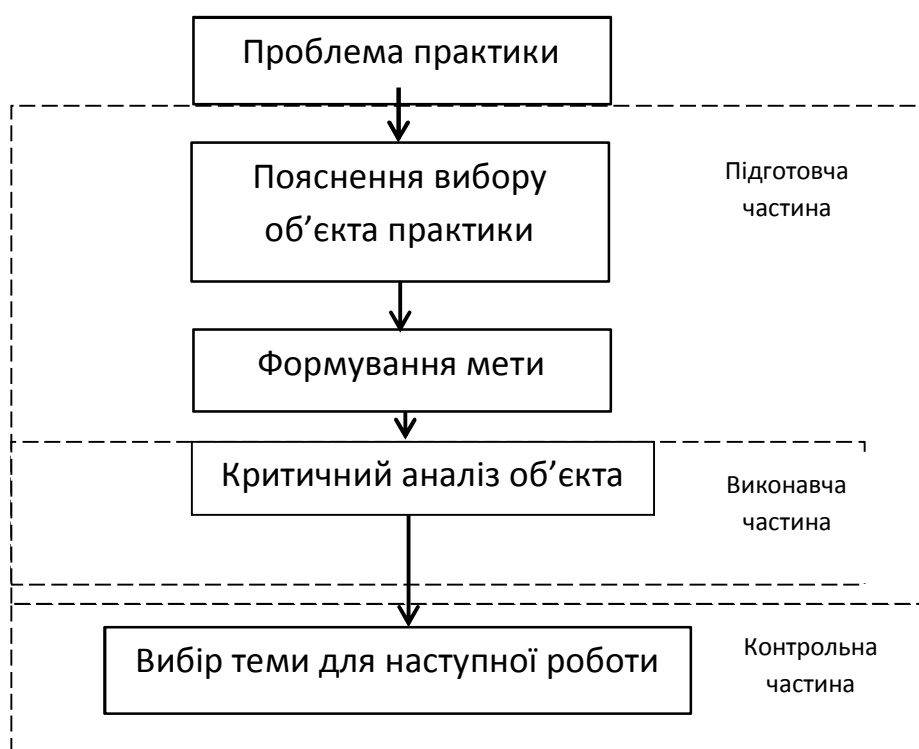 Проблема практики
Пояснення вибору
об’єкта практики
Підготовча
частина
Формування мети
Критичний аналіз об’єкта
Виконавча
частина
Вибір теми для наступної роботи
Контрольна
частина